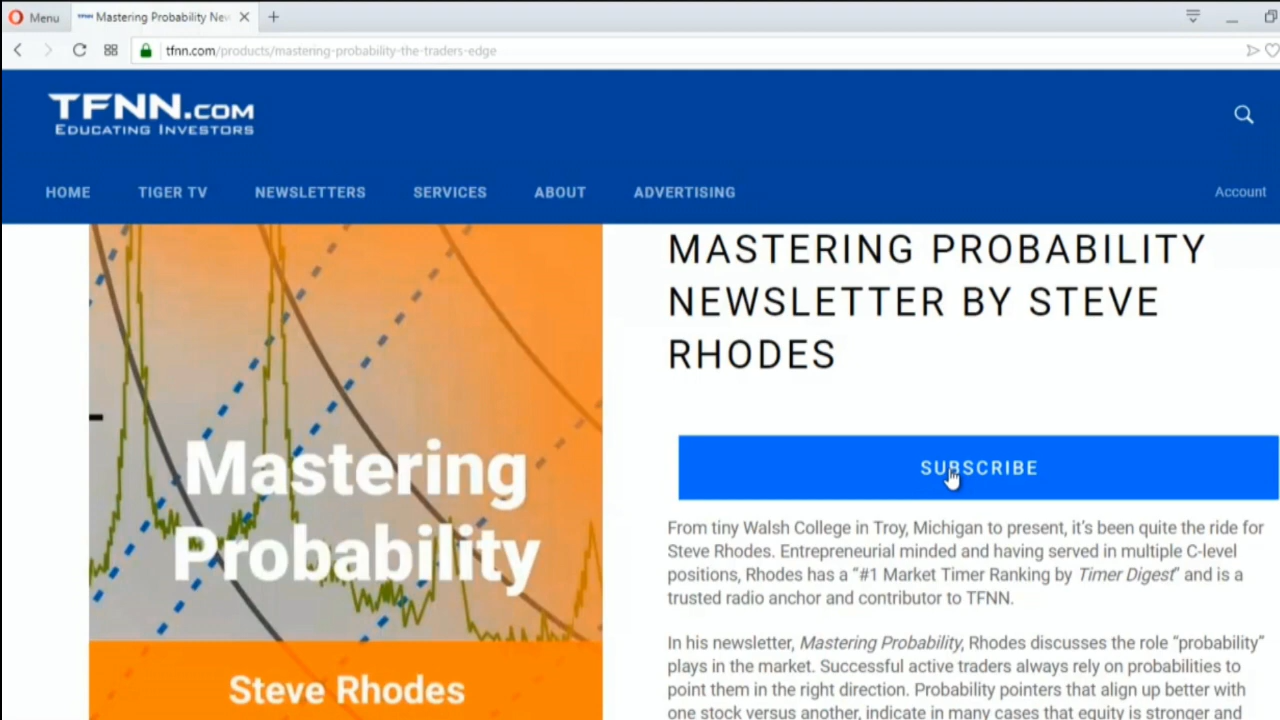 Menu
Mastering Probability New
tfnn.com/products/mastering-probability-the-traders-edge
TFNN.COM
EDUCATING INVESTORS
HOME TIGER TV NEWSLETTERS SERVICES ABOUT ADVERTISING Account
MASTERING PROBABILITY
NEWSLETTER BY STEVE
RHODES
SUBSCRIBE
From tiny Walsh College in Troy, Michigan to present, it's been quite the ride for
Steve Rhodes. Entrepreneurial minded and having served in multiple C-level
positions, Rhodes has a “#1 Market Timer Ranking by Timer Digest” and is a
trusted radio anchor and contributor to TFNN.
In his newsletter, Mastering Probability, Rhodes discusses the role “probability”
plays in the market. Successful active traders always rely on probabilities to
point them in the right direction. Probability pointers that align up better with
one stock versus another, indicate in many cases that equity is stronger and
Mastering
Probability
Steve Rhodes